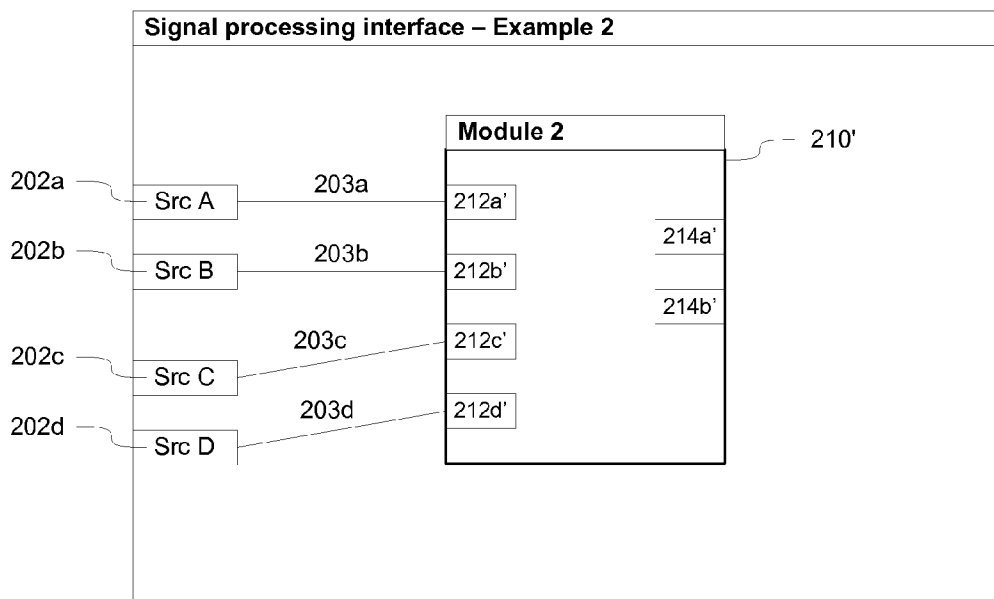 Signal processing interface – Example 2
Module 2
210'
202a
Src A
203a
212a’
214a’
202b
Src B
203b
212b’
214b’
202c
Src C
203c
212c’
202d
Src D
203d
212d’